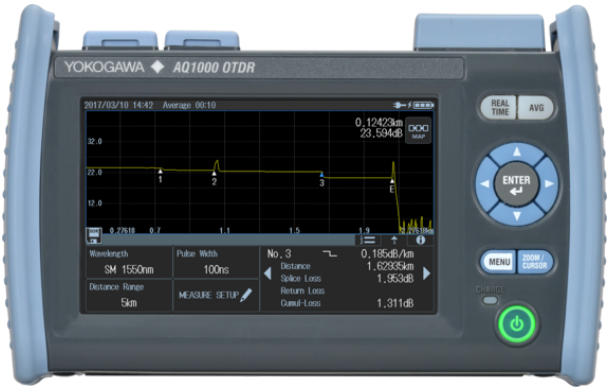 YOKOGAWA ◆ AQ1000 OTDR
2017/03/10 14:42 Average 00:10
0.12423km
23.594dB
MAP
32.0
22.0
12.0
1
2
3
E
0.27618 0.7 1.1 1.5 1.9
Wavelength
SM 1550nm
Pulse Width
100ns
Distance Range
5km
MEASURE SETUP
No.3 0.185dB/km
Distance 1.62935km
Splice Loss 1.953dB
Return Loss
Cumul-Loss 1.311dB
REAL TIME
AVG
ENTER
MENU
ZOOM / CURSOR
CHARGE